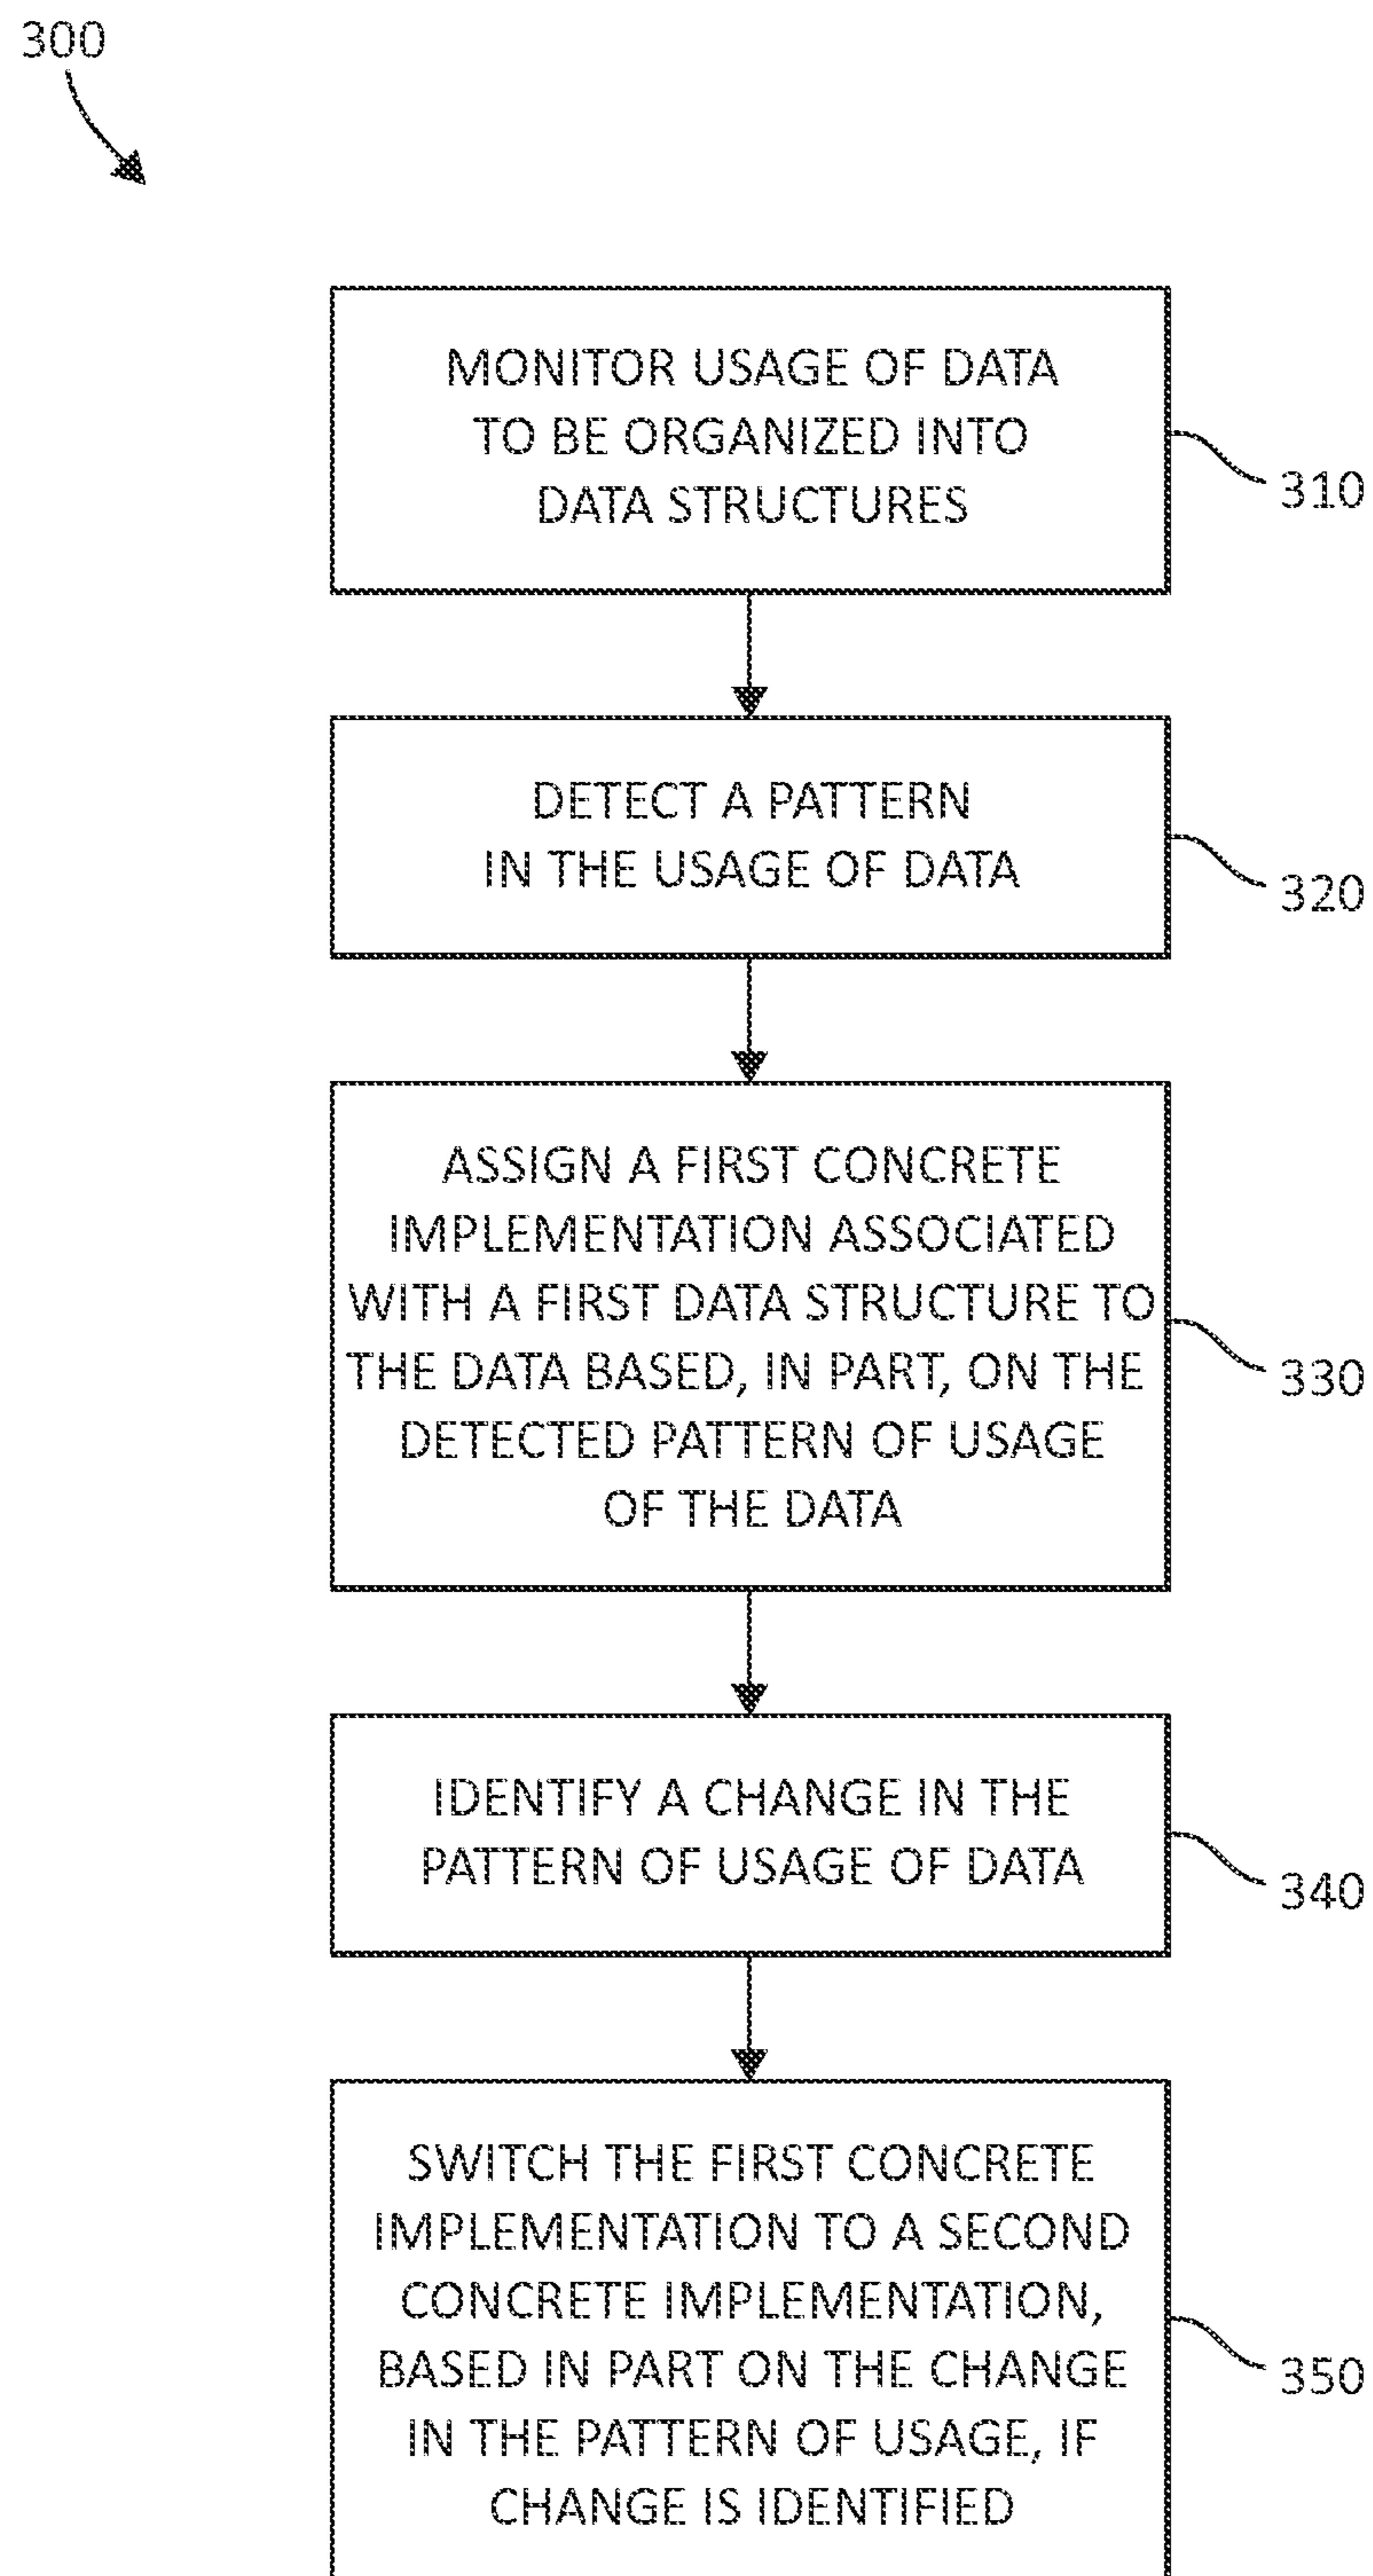 300
MONITOR USAGE OF DATA
TO BE ORGANIZED INTO
DATA STRUCTURES
310
DETECT A PATTERN
IN THE USAGE OF DATA
320
ASSIGN A FIRST CONCRETE
IMPLEMENTATION ASSOCIATED
WITH A FIRST DATA STRUCTURE TO
THE DATA BASED, IN PART, ON THE
DETECTED PATTERN OF USAGE
OF THE DATA
330
IDENTIFY A CHANGE IN THE
PATTERN OF USAGE OF DATA
340
SWITCH THE FIRST CONCRETE
IMPLEMENTATION TO A SECOND
CONCRETE IMPLEMENTATION,
BASED IN PART ON THE CHANGE
IN THE PATTERN OF USAGE, IF
CHANGE IS IDENTIFIED
350